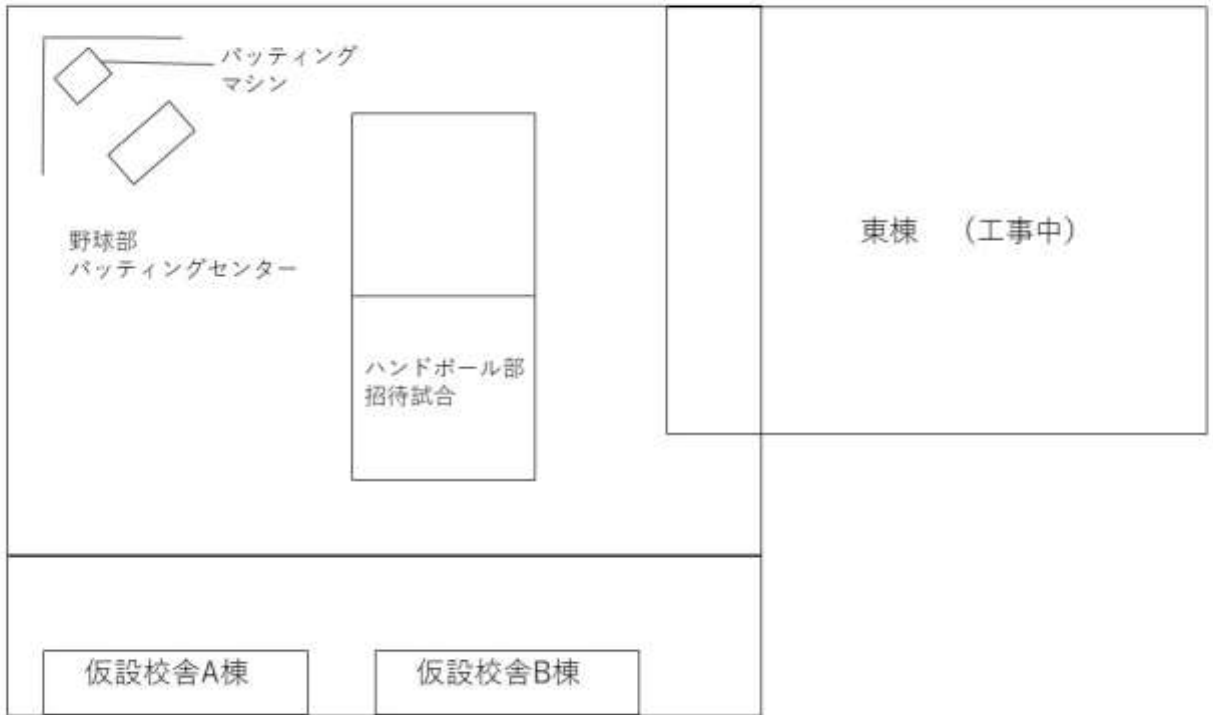 バッティング
マシン
野球部
バッティングセンター
ハンドボール部
招待試合
東棟　（工事中）
仮設校舎A棟
仮設校舎B棟